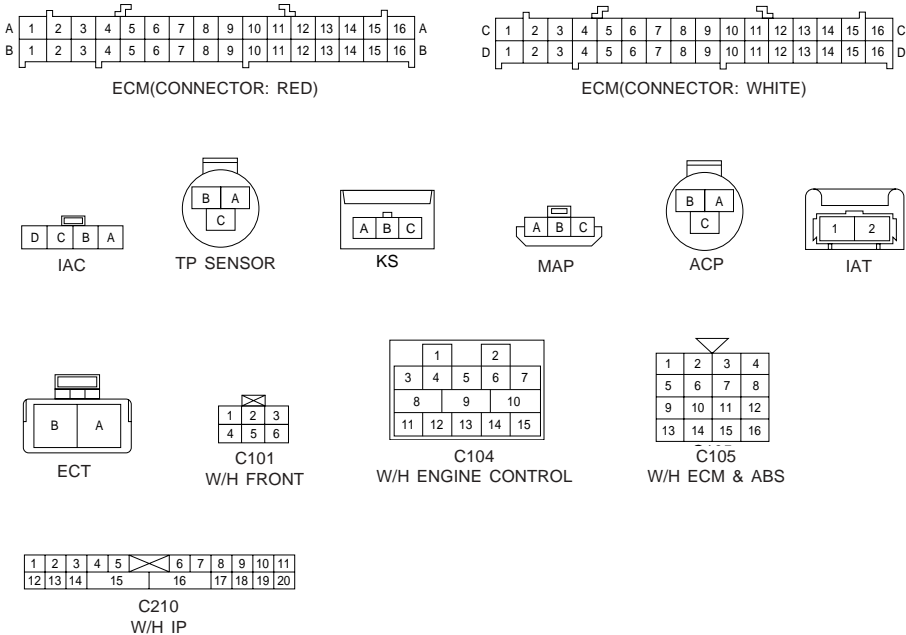 A 1 2 3 4 5 6 7 8 9 10 11 12 13 14 15 16 A
B 1 2 3 4 5 6 7 8 9 10 11 12 13 14 15 16 B
ECM(CONNECTOR: RED)
C 1 2 3 4 5 6 7 8 9 10 11 12 13 14 15 16 C
D 1 2 3 4 5 6 7 8 9 10 11 12 13 14 15 16 D
ECM(CONNECTOR: WHITE)
D C B A
IAC
B A
C
TP SENSOR
A B C
KS
A B C
MAP
B A
C
ACP
1 2
IAT
B A
ECT
1 2 3
4 5 6
C101
W/H FRONT
1 2
3 4 5 6 7
8 9 10
11 12 13 14 15
C104
W/H ENGINE CONTROL
1 2 3 4
5 6 7 8
9 10 11 12
13 14 15 16
C105
W/H ECM & ABS
1 2 3 4 5 6 7 8 9 10 11
12 13 14 15 16 17 18 19 20
C210
W/H IP